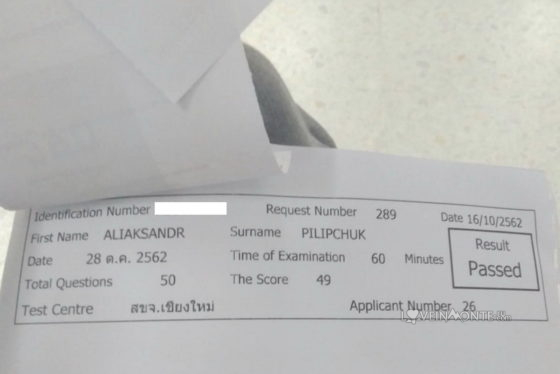 Identification Number Request Number 289 Date 16/10/2562
First Name ALIAKSANDR Surname PILIPCHUK Result
Date 28 ต.ค. 2562 Time of Examination 60 Minutes Passed
Total Questions 50 The Score 49
Test Centre สขจ.เชียงใหม่ Applicant Number 26